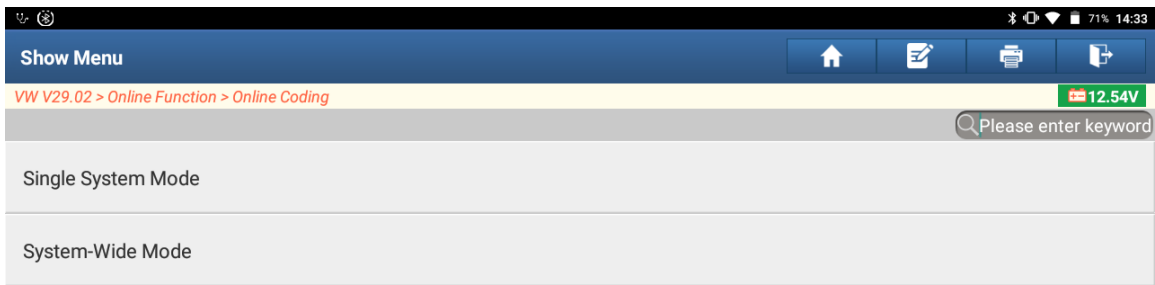 71% 14:33
Show Menu
VW V29.02 > Online Function > Online Coding
12.54V
Please enter keyword
Single System Mode
System-Wide Mode